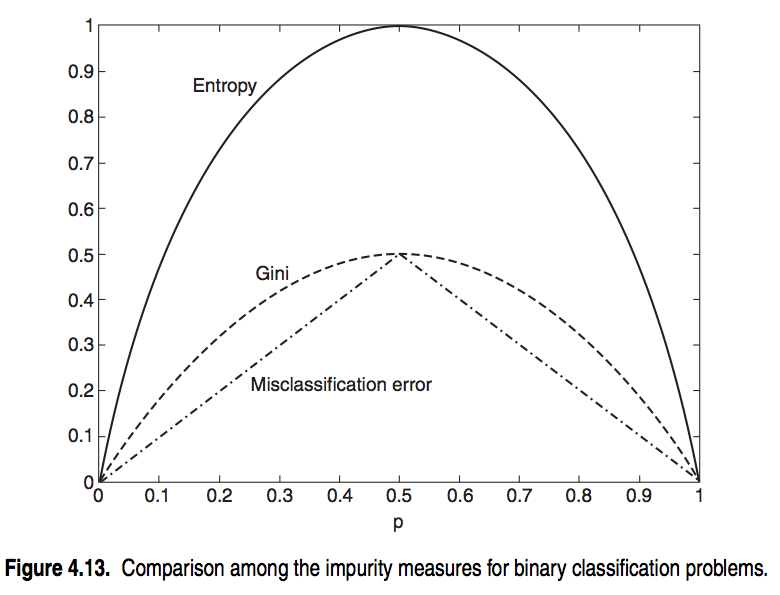 1
0.9
Entropy
0.8
0.7
0.6
0.5
Gini
0.4
0.3
Misclassification error
0.2
0.1
0
0 0.1 0.2 0.3 0.4 0.5 0.6 0.7 0.8 0.9 1
p
Figure 4.13. Comparison among the impurity measures for binary classification problems.